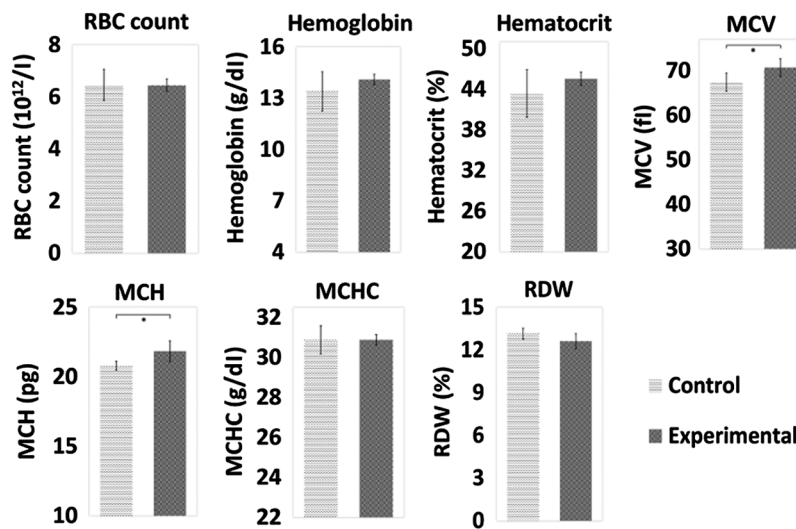 RBC count
RBC count (10¹²/l)
8
6
4
2
0
Hemoglobin
Hemoglobin (g/dl)
16
13
10
7
4
Hematocrit
Hematocrit (%)
50
44
38
32
26
20
MCV
MCV (fl)
70
60
50
40
30
*
MCH
MCH (pg)
25
20
15
10
*
MCHC
MCHC (g/dl)
32
30
28
26
24
22
RDW
RDW (%)
15
12
9
6
3
0
Control
Experimental